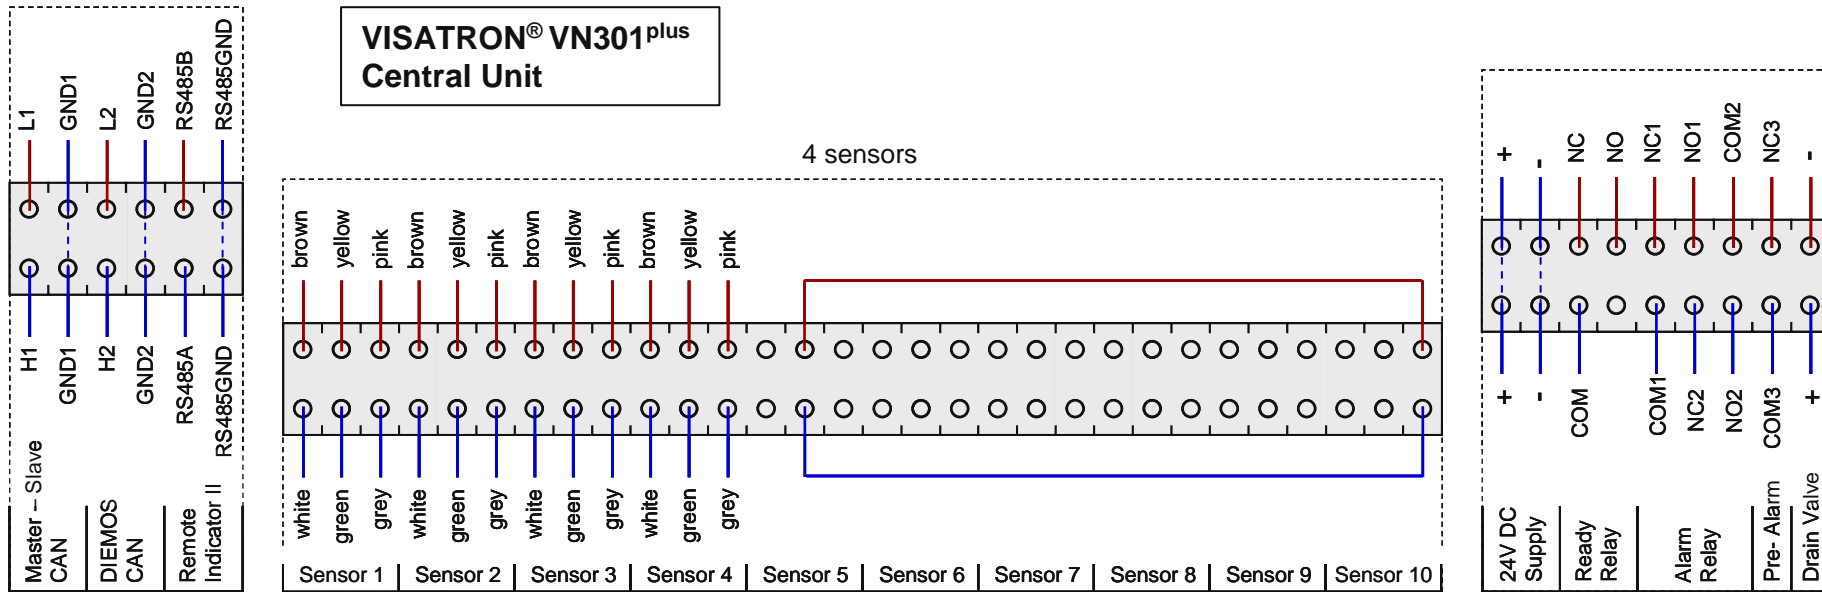 VISATRON® VN301plus
Central Unit
4 sensors
L1
GND1
L2
GND2
RS485B
RS485GND
H1
GND1
H2
GND2
RS485A
RS485GND
Master – Slave
CAN
DIEMOS
CAN
Remote
Indicator II
brown
yellow
pink
brown
yellow
pink
brown
yellow
pink
brown
yellow
pink
white
green
grey
white
green
grey
white
green
grey
white
green
grey
Sensor 1
Sensor 2
Sensor 3
Sensor 4
Sensor 5
Sensor 6
Sensor 7
Sensor 8
Sensor 9
Sensor 10
+
-
NC
NO
NC1
NO1
COM2
NC3
-
+
-
COM
COM1
NC2
NO2
COM3
+
24V DC
Supply
Ready
Relay
Alarm
Relay
Pre- Alarm
Drain Valve